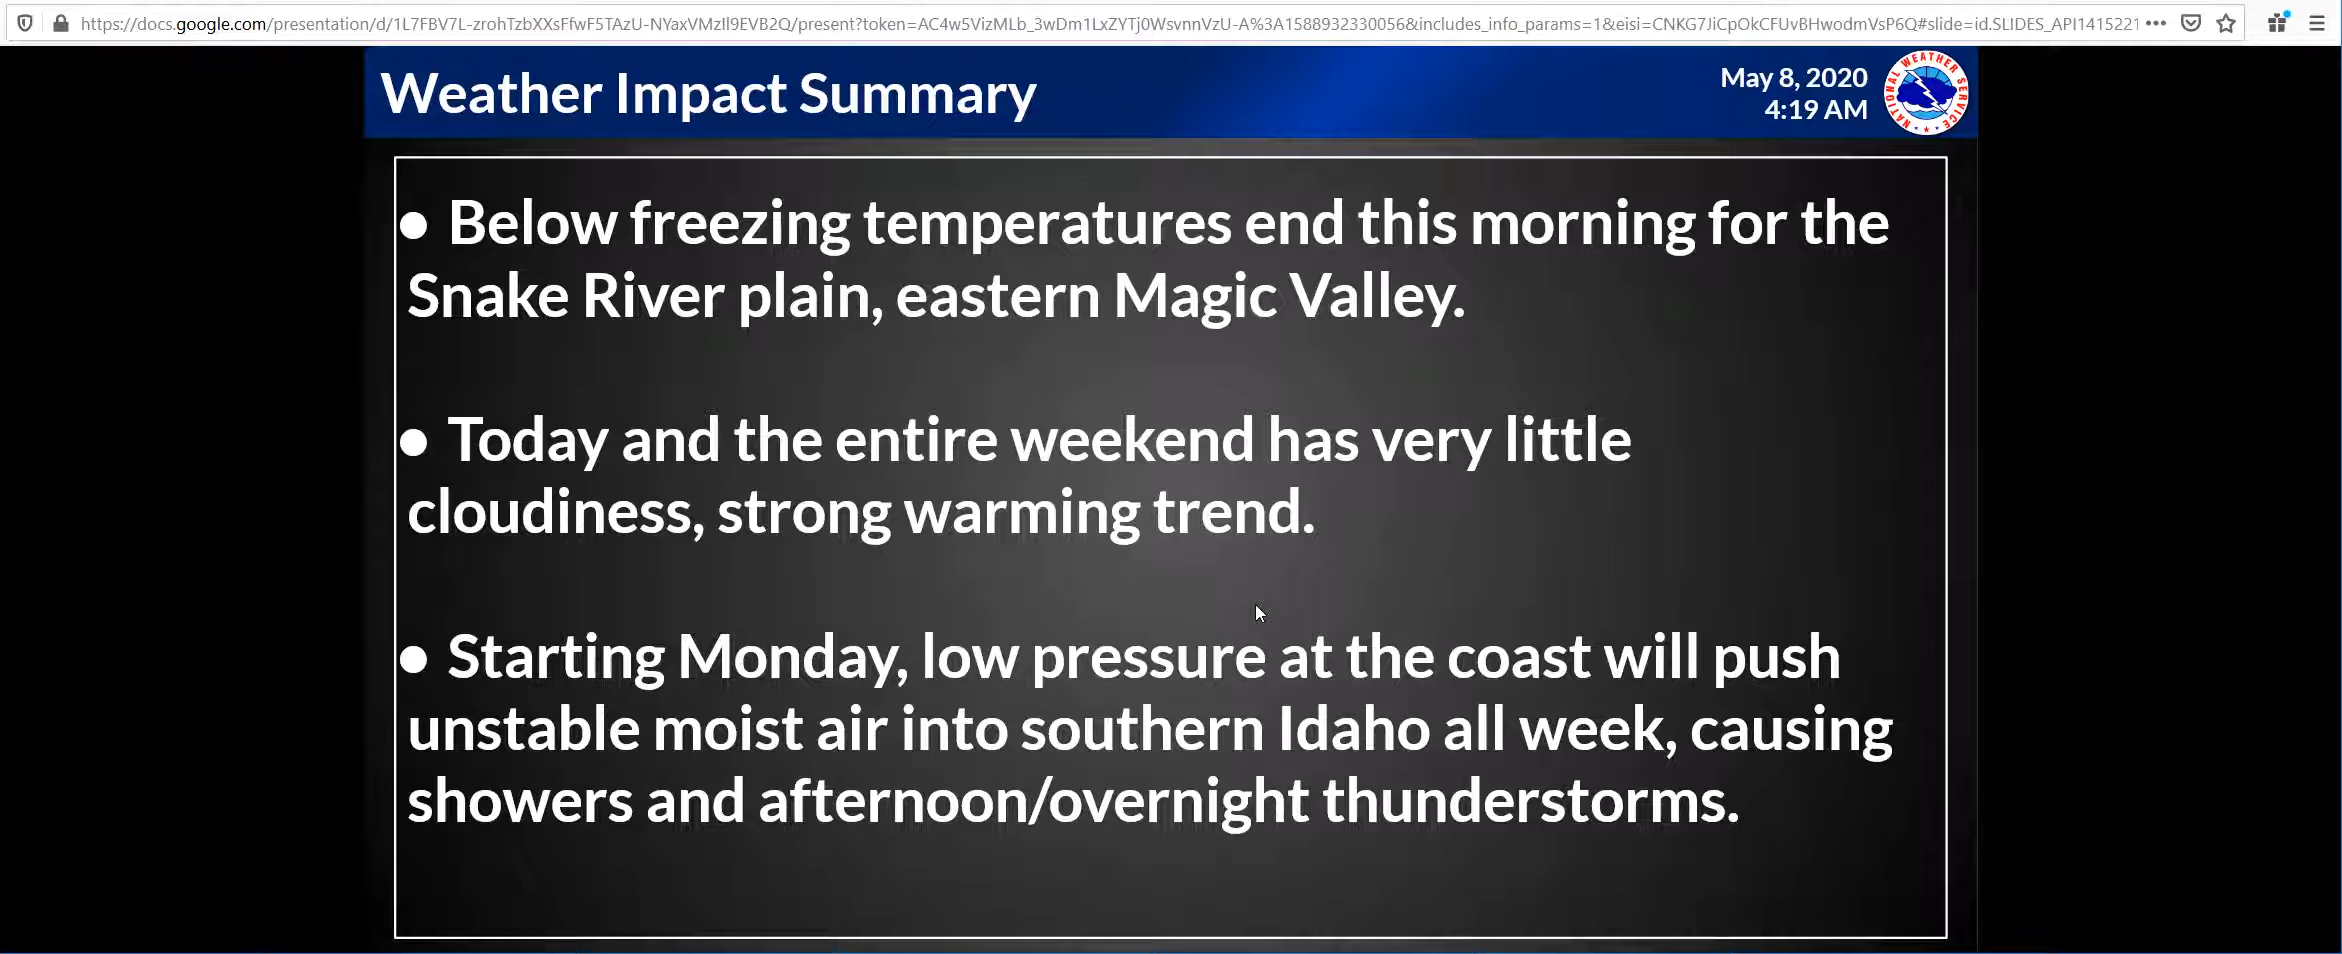 https://docs.google.com/presentation/d/1L7FBV7L-zrohTzbXXsFfwF5TAzU-NYaxVMzIl9EVB2Q/present?token=AC4w5VizMLb_3wDm1LxZYTj0WsvnnVzU-A%3A1588932330056&includes_info_params=1&eisi=CNKG7JiCpOkCFUvBHwodmVsP6Q#slide=id.SLIDES_API1415221
Weather Impact Summary
May 8, 2020
4:19 AM
NATIONAL WEATHER SERVICE
● Below freezing temperatures end this morning for the
Snake River plain, eastern Magic Valley.
● Today and the entire weekend has very little
cloudiness, strong warming trend.
● Starting Monday, low pressure at the coast will push
unstable moist air into southern Idaho all week, causing
showers and afternoon/overnight thunderstorms.